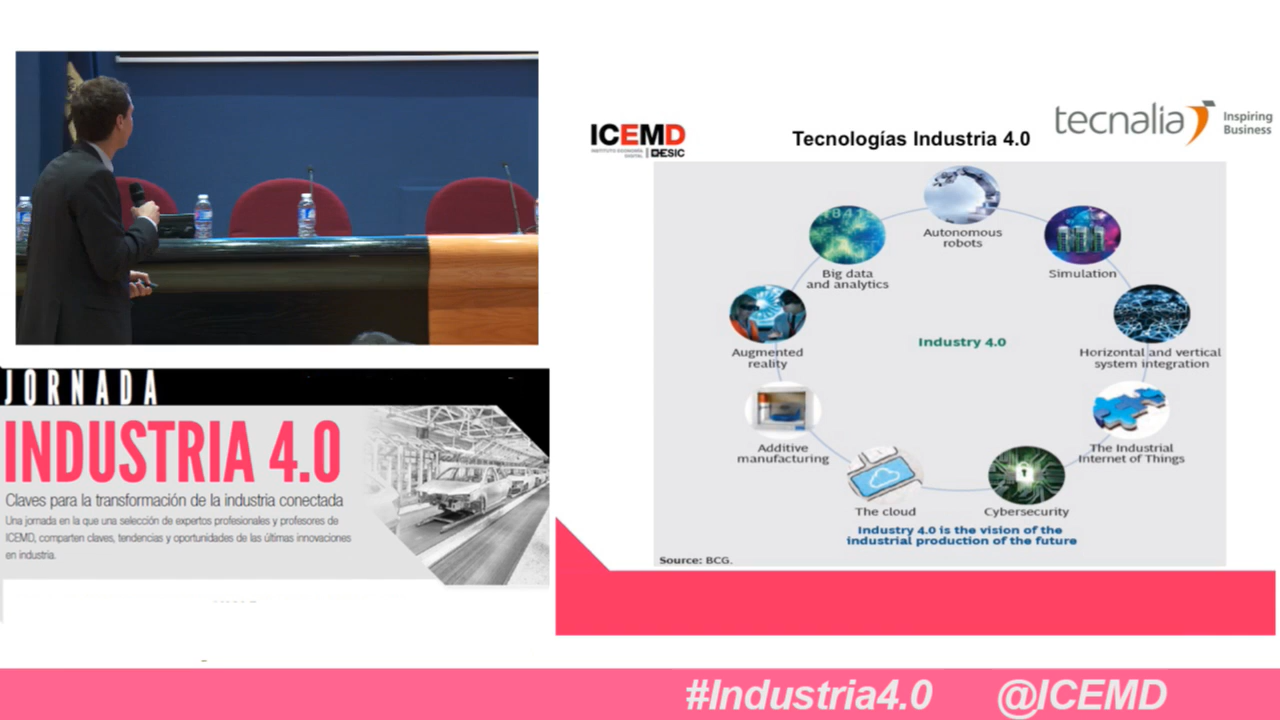 JORNADA
INDUSTRIA 4.0
Claves para la transformación de la industria conectada
Una jornada en la que una selección de expertos profesionales y profesores de
ICEMD, comparten claves, tendencias y oportunidades de las últimas innovaciones
en industria.
ICEMD
INSTITUTO ECONOMÍA
DIGITAL
ESIC
Tecnologías Industria 4.0
tecnalia
Inspiring
Business
Autonomous
robots
Big data
and analytics
Simulation
Augmented
reality
Industry 4.0
Horizontal and vertical
system integration
Additive
manufacturing
The Industrial
Internet of Things
The cloud
Cybersecurity
Industry 4.0 is the vision of the
industrial production of the future
Source: BCG.
#Industria4.0
@ICEMD